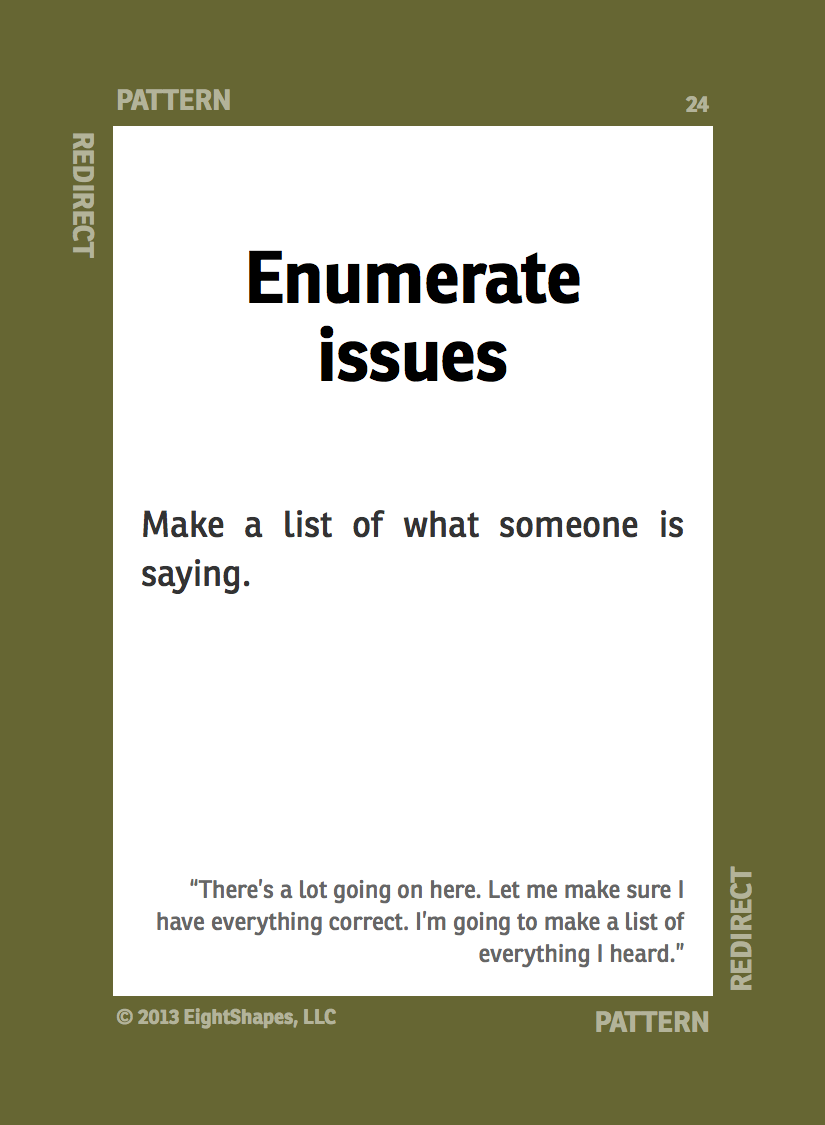 PATTERN
24
REDIRECT
Enumerate
issues
Make a list of what someone is
saying.
“There’s a lot going on here. Let me make sure I
have everything correct. I’m going to make a list of
everything I heard.”
REDIRECT
© 2013 EightShapes, LLC
PATTERN